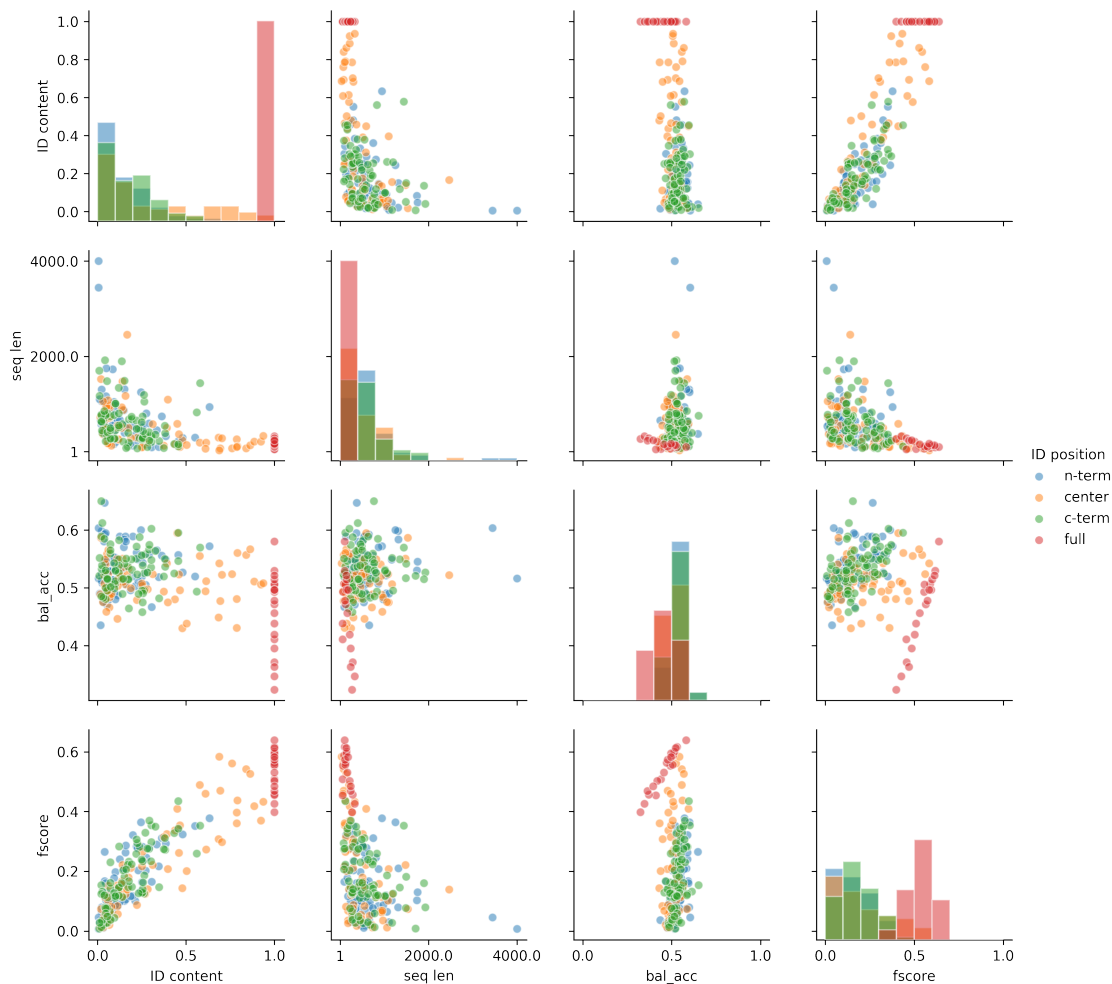 1.0
0.8
0.6
0.4
0.2
0.0
ID content
4000.0
2000.0
1
seq len
0.6
0.5
0.4
bal_acc
0.6
0.4
0.2
0.0
fscore
0.0 0.5 1.0
ID content
1 2000.0 4000.0
seq len
0.0 0.5 1.0
bal_acc
0.0 0.5 1.0
fscore
ID position
n-term
center
c-term
full